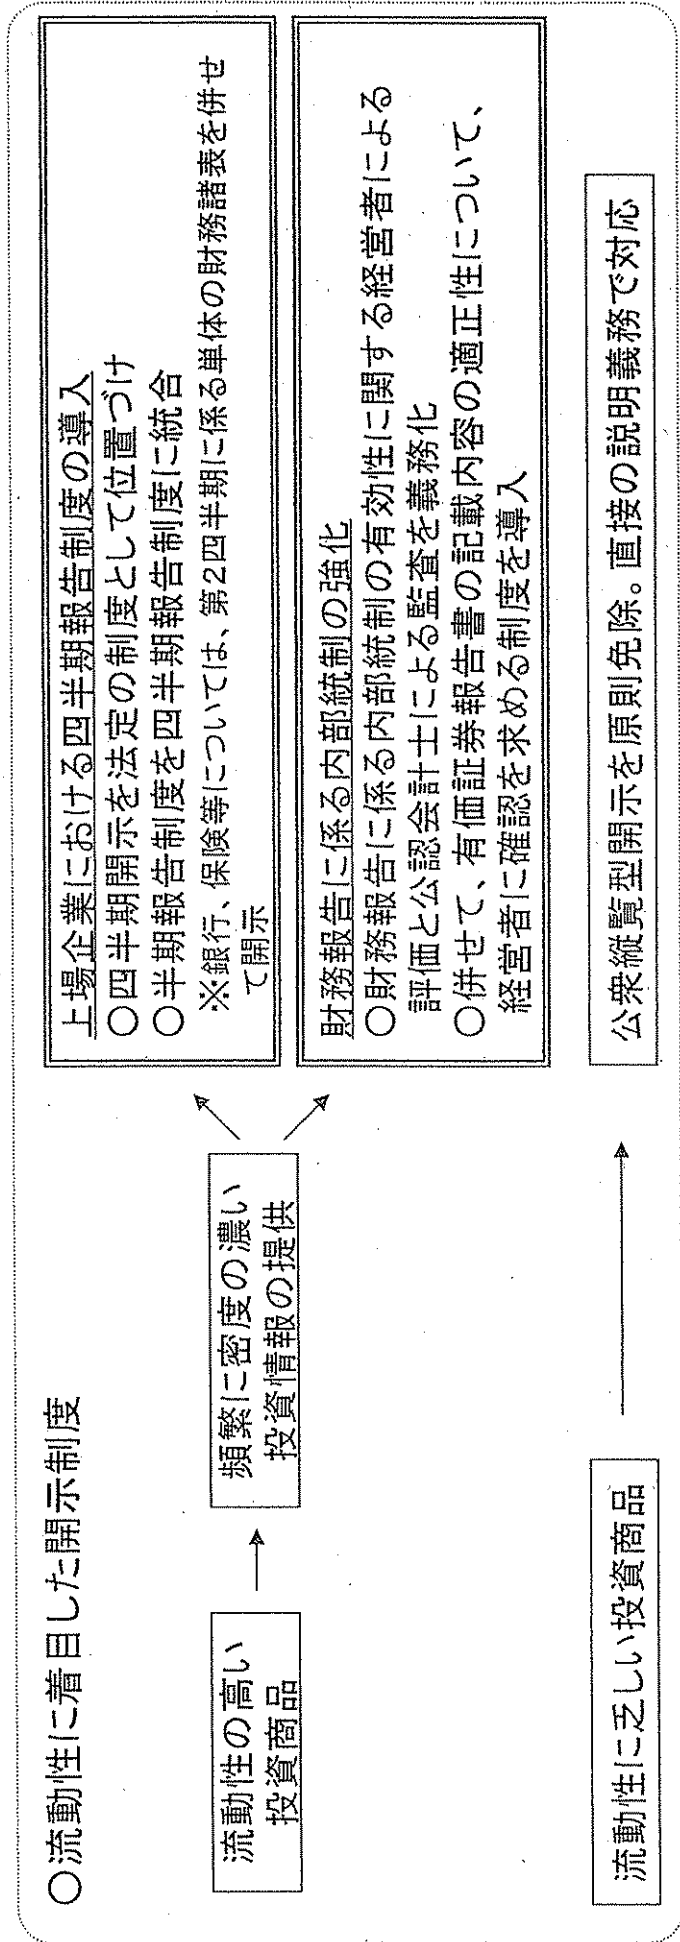 ○流動性に着目した開示制度
流動性の高い
投資商品
頻繁に密度の濃い
投資情報の提供
上場企業における四半期報告制度の導入
○四半期開示を法定の制度として位置づけ
○半期報告制度を四半期報告制度に統合
※銀行、保険等については、第2四半期に係る単体の財務諸表を併せ
て開示
財務報告に係る内部統制の強化
○財務報告に係る内部統制の有効性に関する経営者による
評価と公認会計士による監査を義務化
○併せて、有価証券報告書の記載内容の適正性について、
経営者に確認を求める制度を導入
流動性に乏しい投資商品
公衆縦覧型開示を原則免除。直接の説明義務で対応